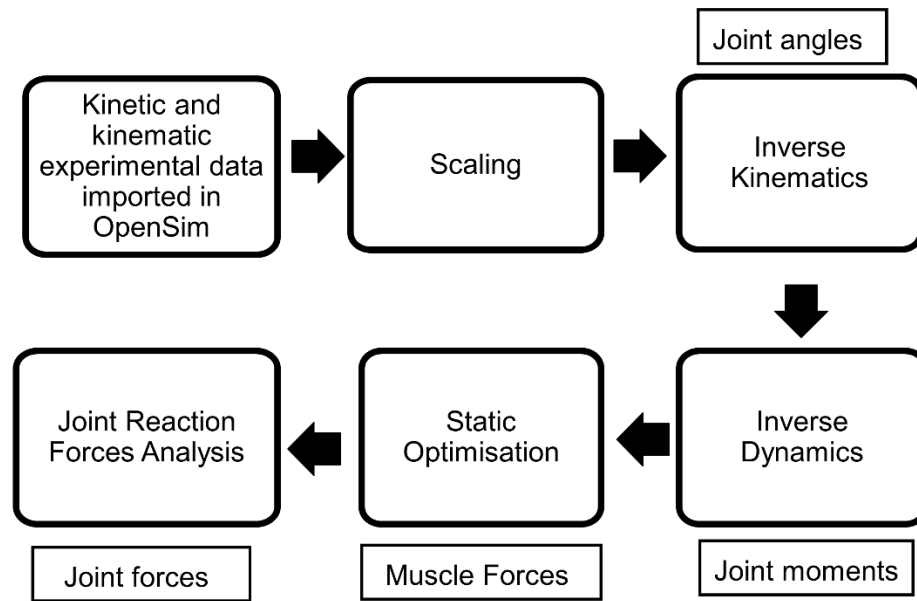 Joint angles
Kinetic and
kinematic
experimental data
imported in
OpenSim
Scaling
Inverse
Kinematics
Joint Reaction
Forces Analysis
Static
Optimisation
Inverse
Dynamics
Joint forces
Muscle Forces
Joint moments